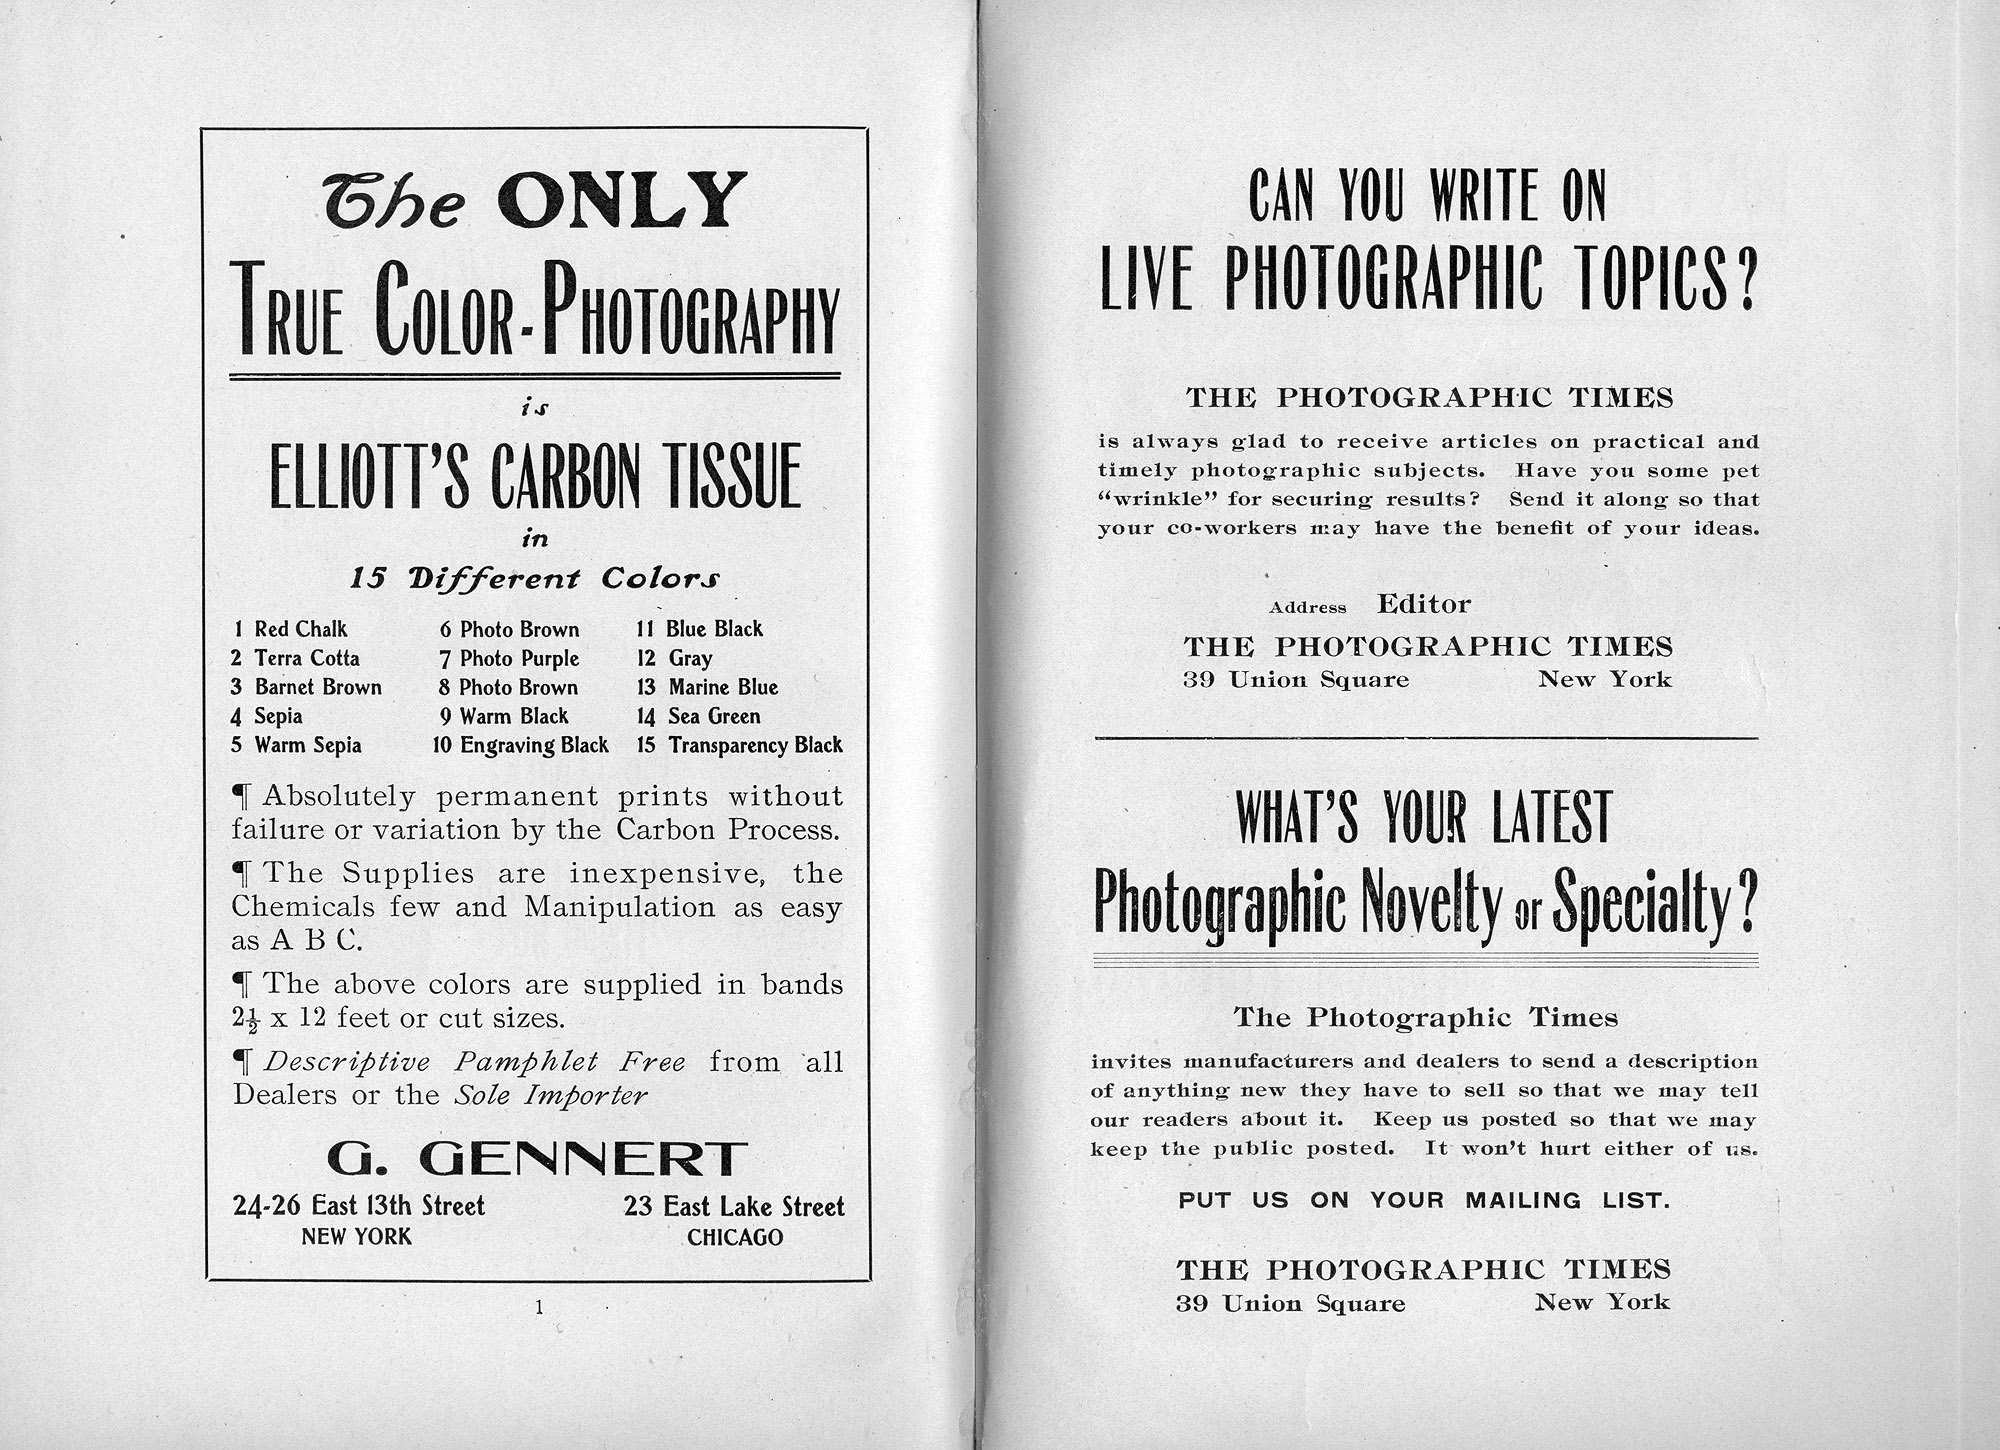 The ONLY
TRUE COLOR-PHOTOGRAPHY
is
ELLIOTT'S CARBON TISSUE
in
15 Different Colors
1 Red Chalk
2 Terra Cotta
3 Barnet Brown
4 Sepia
5 Warm Sepia
6 Photo Brown
7 Photo Purple
8 Photo Brown
9 Warm Black
10 Engraving Black
11 Blue Black
12 Gray
13 Marine Blue
14 Sea Green
15 Transparency Black
¶ Absolutely permanent prints without
failure or variation by the Carbon Process.
¶ The Supplies are inexpensive, the
Chemicals few and Manipulation as easy
as A B C.
¶ The above colors are supplied in bands
2½ x 12 feet or cut sizes.
¶ Descriptive Pamphlet Free from all
Dealers or the Sole Importer
G. GENNERT
24-26 East 13th Street
NEW YORK
23 East Lake Street
CHICAGO
1
CAN YOU WRITE ON
LIVE PHOTOGRAPHIC TOPICS?
THE PHOTOGRAPHIC TIMES
is always glad to receive articles on practical and
timely photographic subjects. Have you some pet
“wrinkle” for securing results? Send it along so that
your co-workers may have the benefit of your ideas.
Address Editor
THE PHOTOGRAPHIC TIMES
39 Union Square New York
WHAT'S YOUR LATEST
Photographic Novelty or Specialty?
The Photographic Times
invites manufacturers and dealers to send a description
of anything new they have to sell so that we may tell
our readers about it. Keep us posted so that we may
keep the public posted. It won't hurt either of us.
PUT US ON YOUR MAILING LIST.
THE PHOTOGRAPHIC TIMES
39 Union Square New York